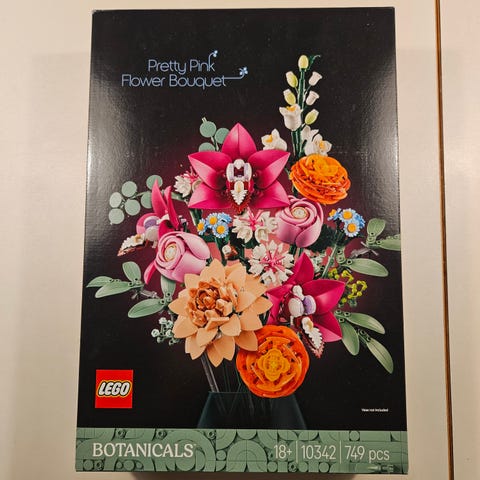 Pretty Pink
Flower Bouquet
LEGO
Vase not included
BOTANICALS
18+ 10342 749 pcs